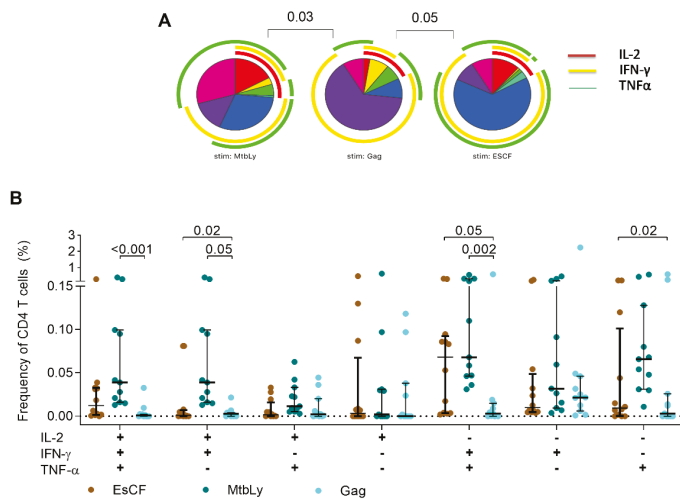 A
0.03
0.05
IL-2
IFN-γ
TNFα
stim: MtbLy
stim: Gag
stim: ESCF
B
Frequency of CD4 T cells (%)
3
2
1
0.15
0.10
0.05
0.00
<0.001
0.02
0.05
0.05
0.002
0.02
IL-2 + + + + - - -
IFN-γ + + - - + + -
TNF-α + - + - + - +
EsCF MtbLy Gag